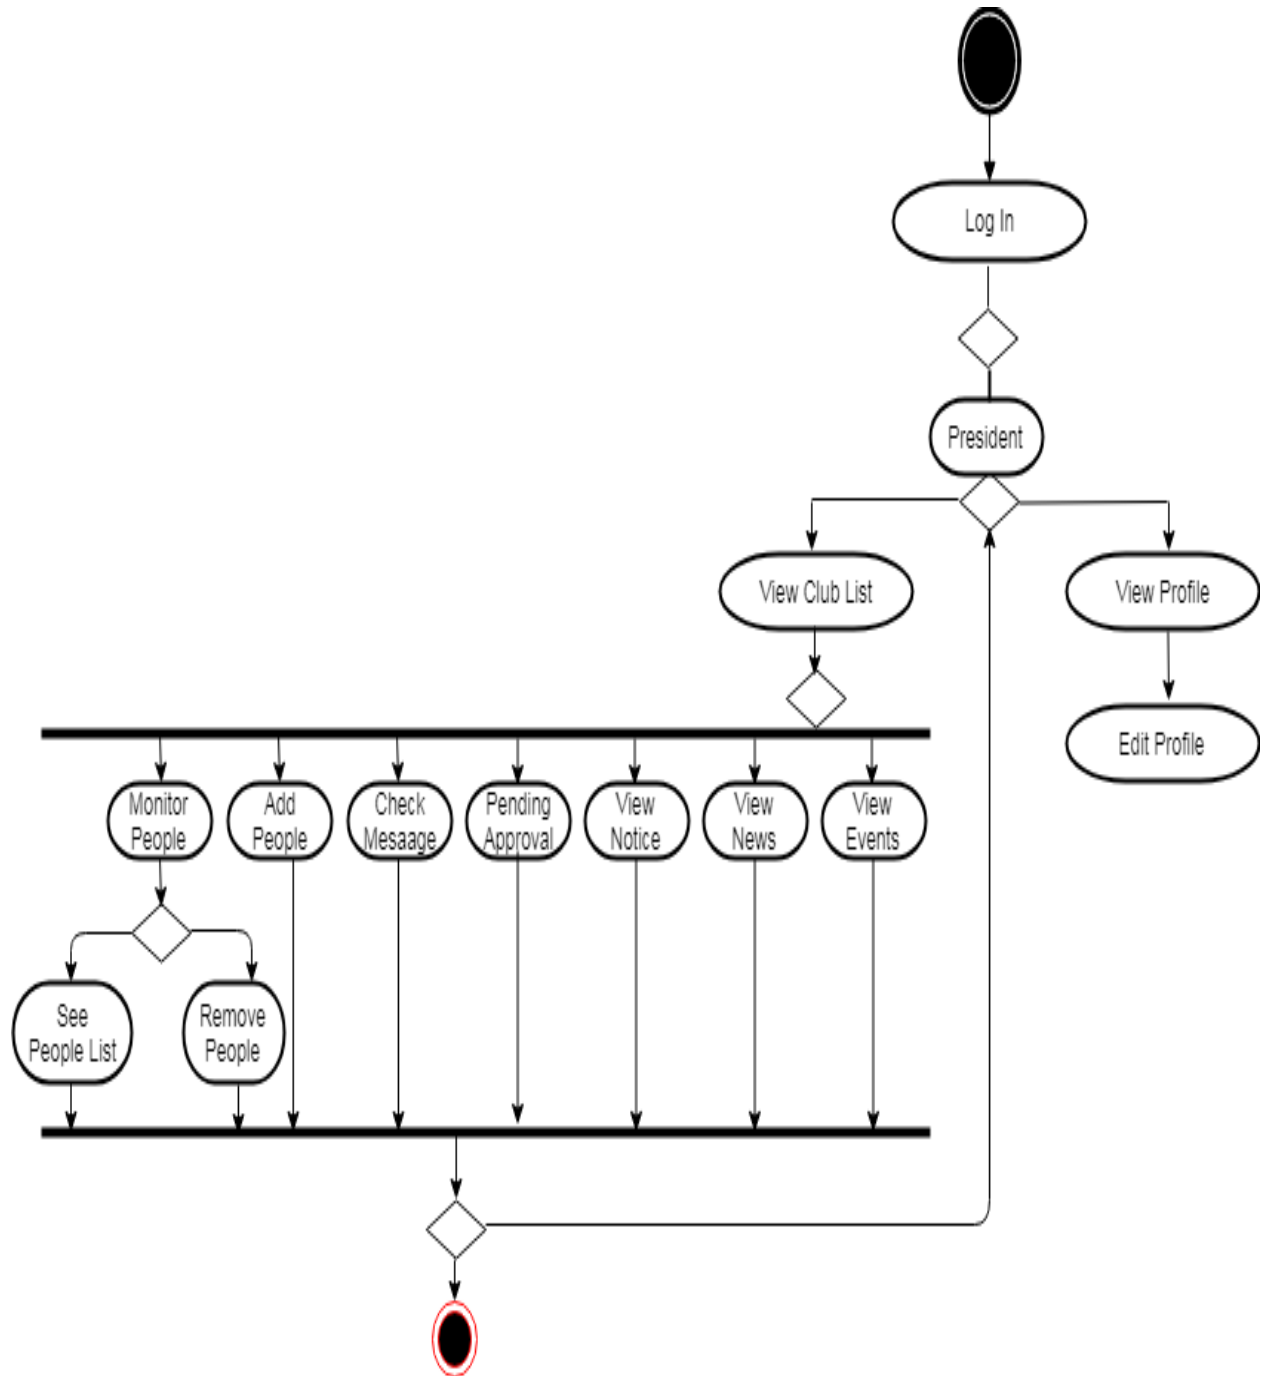 Log In
President
View Club List
View Profile
Edit Profile
Monitor
People
Add
People
Check
Mesaage
Pending
Approval
View
Notice
View
News
View
Events
See
People List
Remove
People